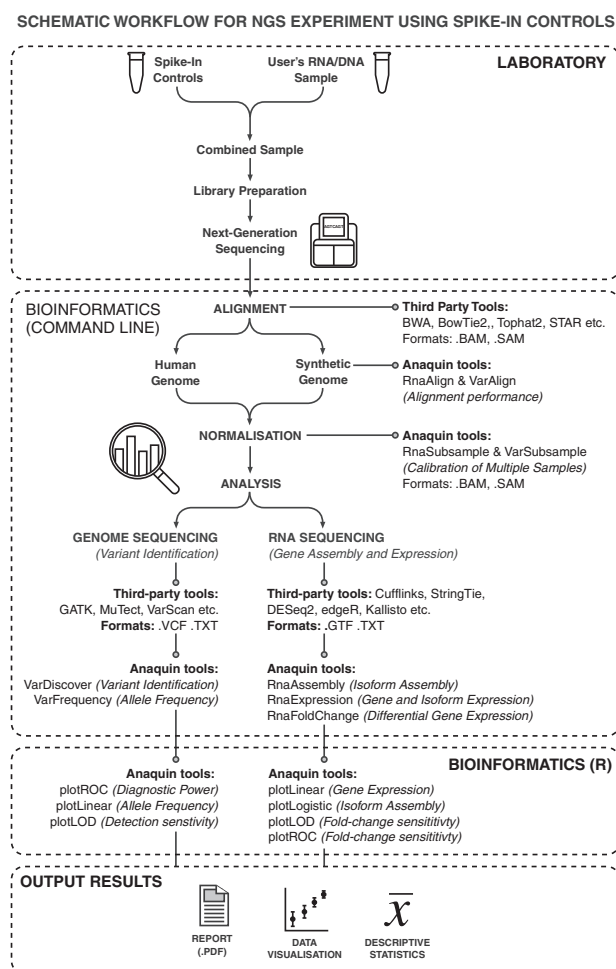 SCHEMATIC WORKFLOW FOR NGS EXPERIMENT USING SPIKE-IN CONTROLS
LABORATORY
Spike-In
Controls
User's RNA/DNA
Sample
Combined Sample
Library Preparation
Next-Generation
Sequencing
BIOINFORMATICS
(COMMAND LINE)
ALIGNMENT
Third Party Tools:
BWA, BowTie2,, Tophat2, STAR etc.
Formats: .BAM, .SAM
Human
Genome
Synthetic
Genome
Anaquin tools:
RnaAlign & VarAlign
(Alignment performance)
NORMALISATION
Anaquin tools:
RnaSubsample & VarSubsample
(Calibration of Multiple Samples)
Formats: .BAM, .SAM
ANALYSIS
GENOME SEQUENCING
(Variant Identification)
RNA SEQUENCING
(Gene Assembly and Expression)
Third-party tools:
GATK, MuTect, VarScan etc.
Formats: .VCF .TXT
Third-party tools: Cufflinks, StringTie,
DESeq2, edgeR, Kallisto etc.
Formats: .GTF .TXT
Anaquin tools:
VarDiscover (Variant Identification)
VarFrequency (Allele Frequency)
Anaquin tools:
RnaAssembly (Isoform Assembly)
RnaExpression (Gene and Isoform Expression)
RnaFoldChange (Differential Gene Expression)
BIOINFORMATICS (R)
Anaquin tools:
plotROC (Diagnostic Power)
plotLinear (Allele Frequency)
plotLOD (Detection senstivity)
Anaquin tools:
plotLinear (Gene Expression)
plotLogistic (Isoform Assembly)
plotLOD (Fold-change sensititivty)
plotROC (Fold-change sensititivty)
OUTPUT RESULTS
x
REPORT
(.PDF)
DATA
VISUALISATION
DESCRIPTIVE
STATISTICS